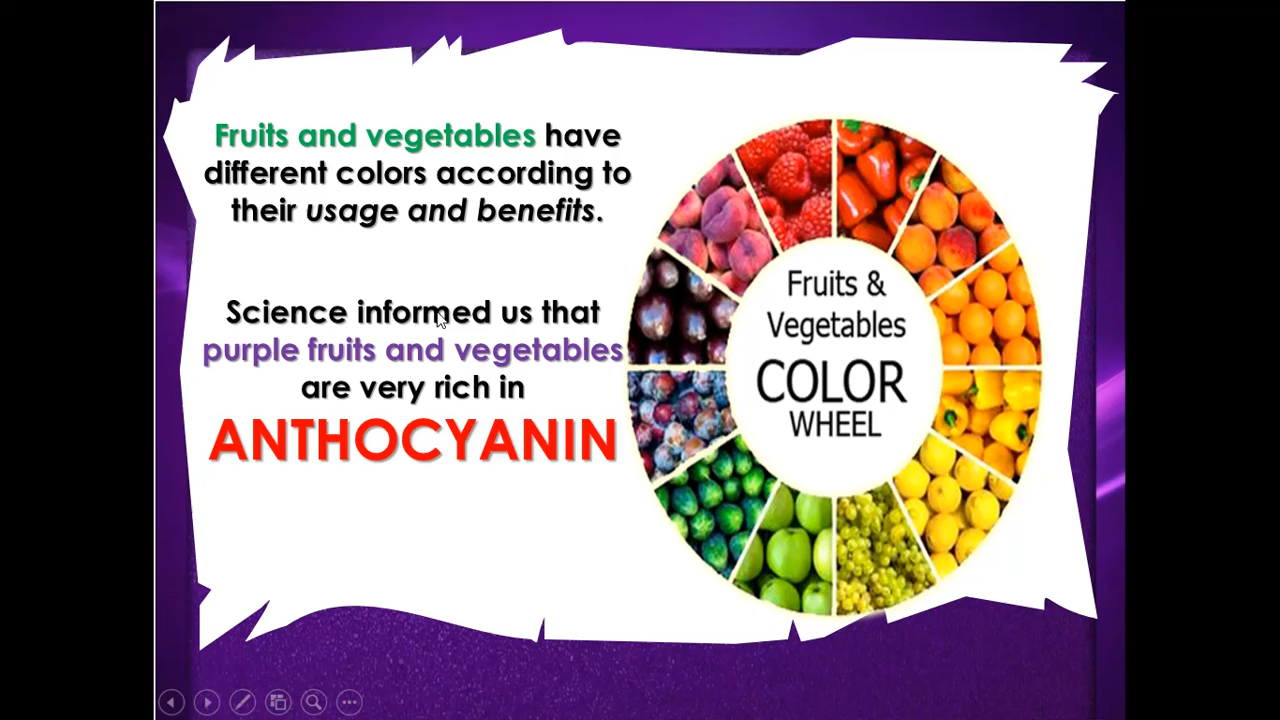 Fruits and vegetables have
different colors according to
their usage and benefits.
Science informed us that
purple fruits and vegetables
are very rich in
ANTHOCYANIN
Fruits &
Vegetables
COLOR
WHEEL